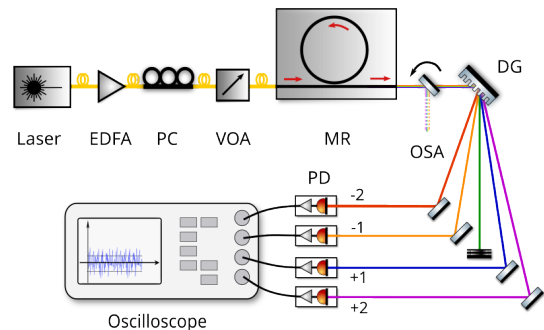 DG
Laser
EDFA
PC
VOA
MR
OSA
PD
-2
-1
+1
+2
Oscilloscope